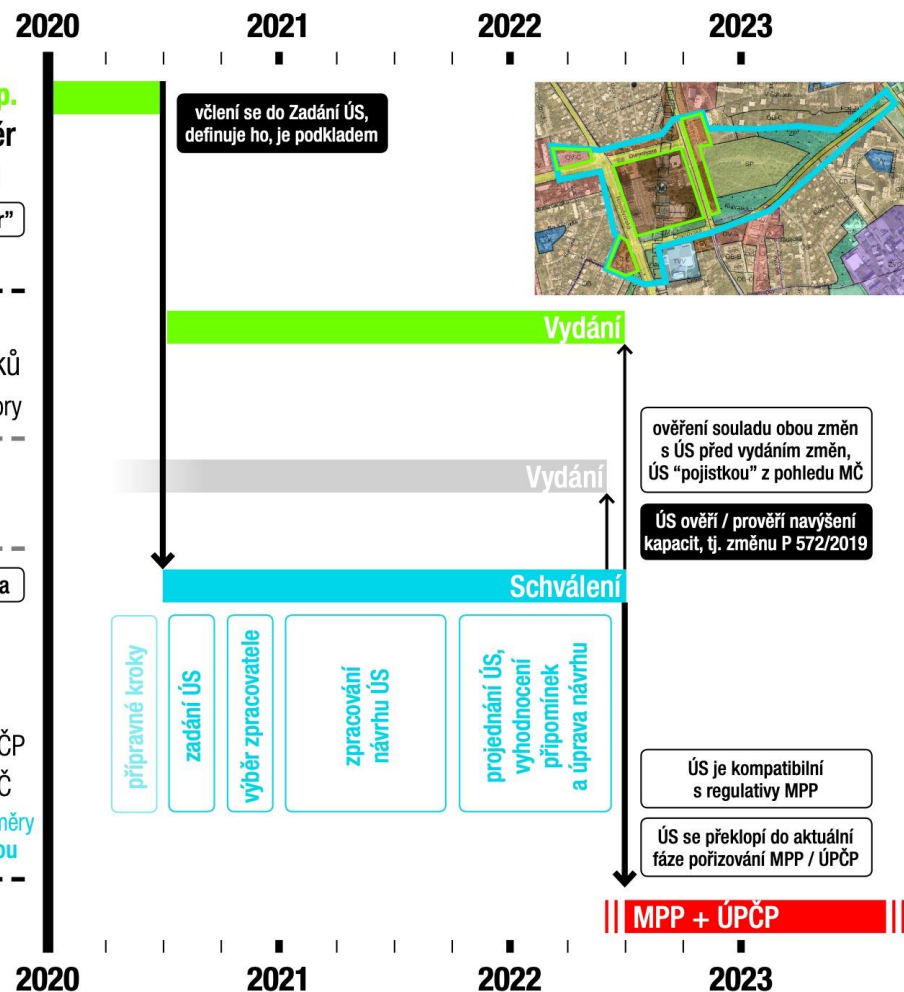 2020 2021 2022 2023
p.
ér
r”
včlení se do Zadání ÚS,
definuje ho, je podkladem
Vydání
ků
ory
ověření souladu obou změn
s ÚS před vydáním změn,
ÚS “pojistkou” z pohledu MČ
Vydání
ÚS ověří / prověří navýšení
kapacit, tj. změnu P 572/2019
a
Schválení
přípravné kroky
zadání ÚS
výběr zpracovatele
zpracování
návrhu ÚS
projednání ÚS,
vyhodnocení
připomínek
a úprava návrhu
ČP
Č
měry
ou
ÚS je kompatibilní
s regulativy MPP
ÚS se překlopí do aktuální
fáze pořizování MPP / ÚPČP
MPP + ÚPČP
2020 2021 2022 2023